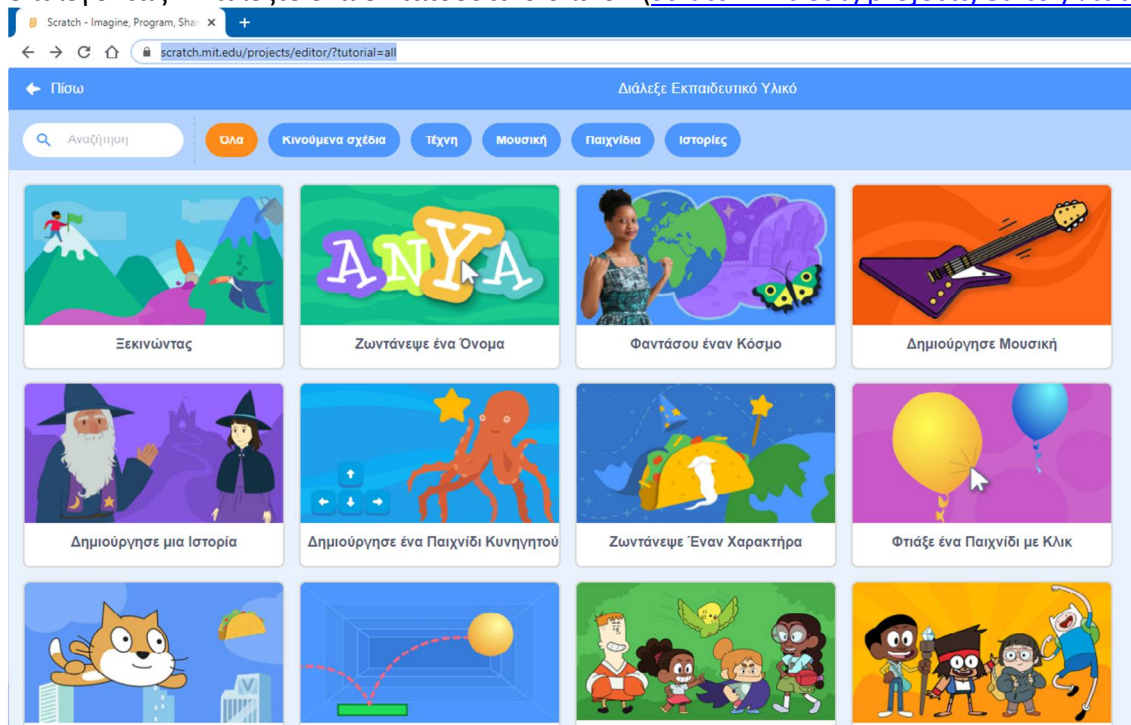 Scratch - Imagine, Program, Shar
scratch.mit.edu/projects/editor/?tutorial=all
Πίσω
Διάλεξε Εκπαιδευτικό Υλικό
Αναζήτηση
Όλα
Κινούμενα σχέδια
Τέχνη
Μουσική
Παιχνίδια
Ιστορίες
ANYA
Ξεκινώντας
Ζωντάνεψε ένα Όνομα
Φαντάσου έναν Κόσμο
Δημιούργησε Μουσική
Δημιούργησε μια Ιστορία
Δημιούργησε ένα Παιχνίδι Κυνηγητού
Ζωντάνεψε Έναν Χαρακτήρα
Φτιάξε ένα Παιχνίδι με Κλικ